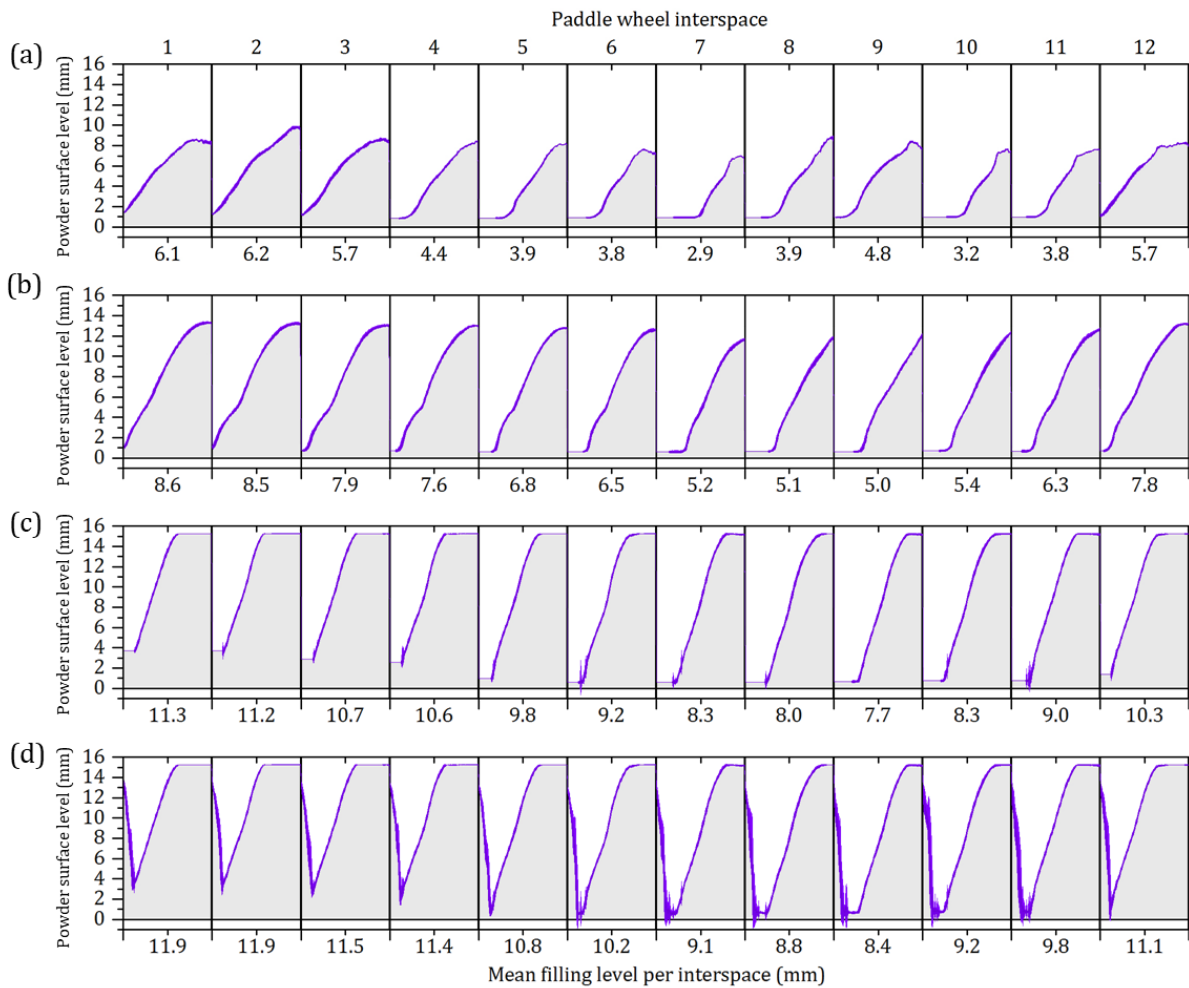 Paddle wheel interspace
(a) 1 2 3 4 5 6 7 8 9 10 11 12
Powder surface level (mm)
16
14
12
10
8
6
4
2
0
6.1 6.2 5.7 4.4 3.9 3.8 2.9 3.9 4.8 3.2 3.8 5.7
(b)
Powder surface level (mm)
16
14
12
10
8
6
4
2
0
8.6 8.5 7.9 7.6 6.8 6.5 5.2 5.1 5.0 5.4 6.3 7.8
(c)
Powder surface level (mm)
16
14
12
10
8
6
4
2
0
11.3 11.2 10.7 10.6 9.8 9.2 8.3 8.0 7.7 8.3 9.0 10.3
(d)
Powder surface level (mm)
16
14
12
10
8
6
4
2
0
11.9 11.9 11.5 11.4 10.8 10.2 9.1 8.8 8.4 9.2 9.8 11.1
Mean filling level per interspace (mm)